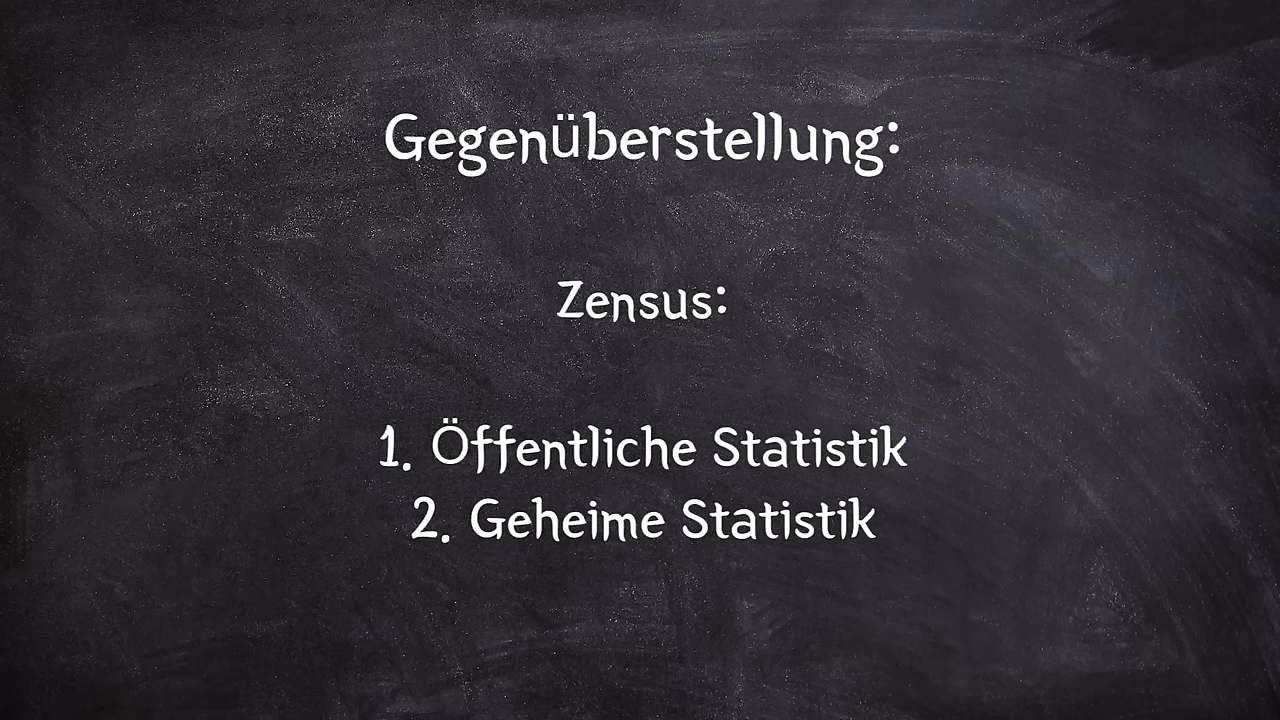 Gegenüberstellung:
Zensus:
1. Öffentliche Statistik
2. Geheime Statistik